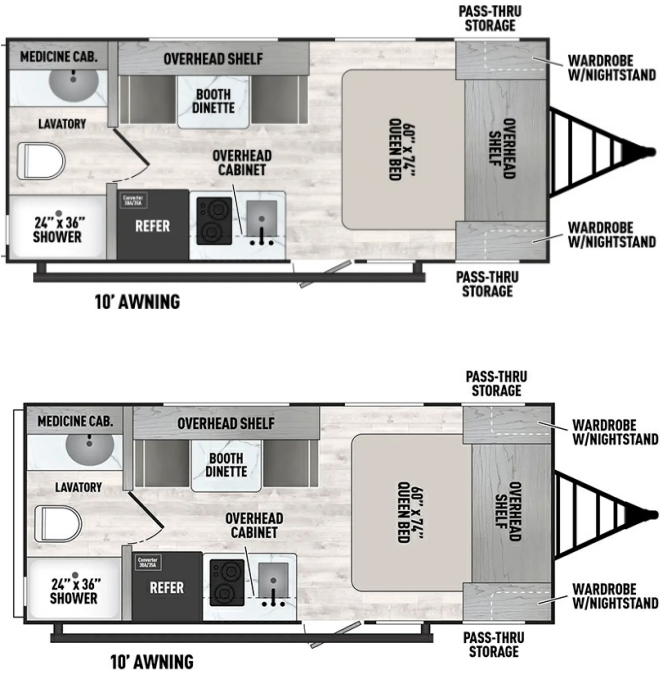 PASS-THRU
STORAGE
MEDICINE CAB.
OVERHEAD SHELF
WARDROBE
W/NIGHTSTAND
BOOTH
DINETTE
LAVATORY
60" x 74"
QUEEN BED
OVERHEAD
SHELF
OVERHEAD
CABINET
Converter
30A/35A
REFER
24" x 36"
SHOWER
WARDROBE
W/NIGHTSTAND
PASS-THRU
STORAGE
10' AWNING
PASS-THRU
STORAGE
MEDICINE CAB.
OVERHEAD SHELF
WARDROBE
W/NIGHTSTAND
BOOTH
DINETTE
LAVATORY
60" x 74"
QUEEN BED
OVERHEAD
SHELF
OVERHEAD
CABINET
Converter
30A/35A
REFER
24" x 36"
SHOWER
WARDROBE
W/NIGHTSTAND
PASS-THRU
STORAGE
10' AWNING